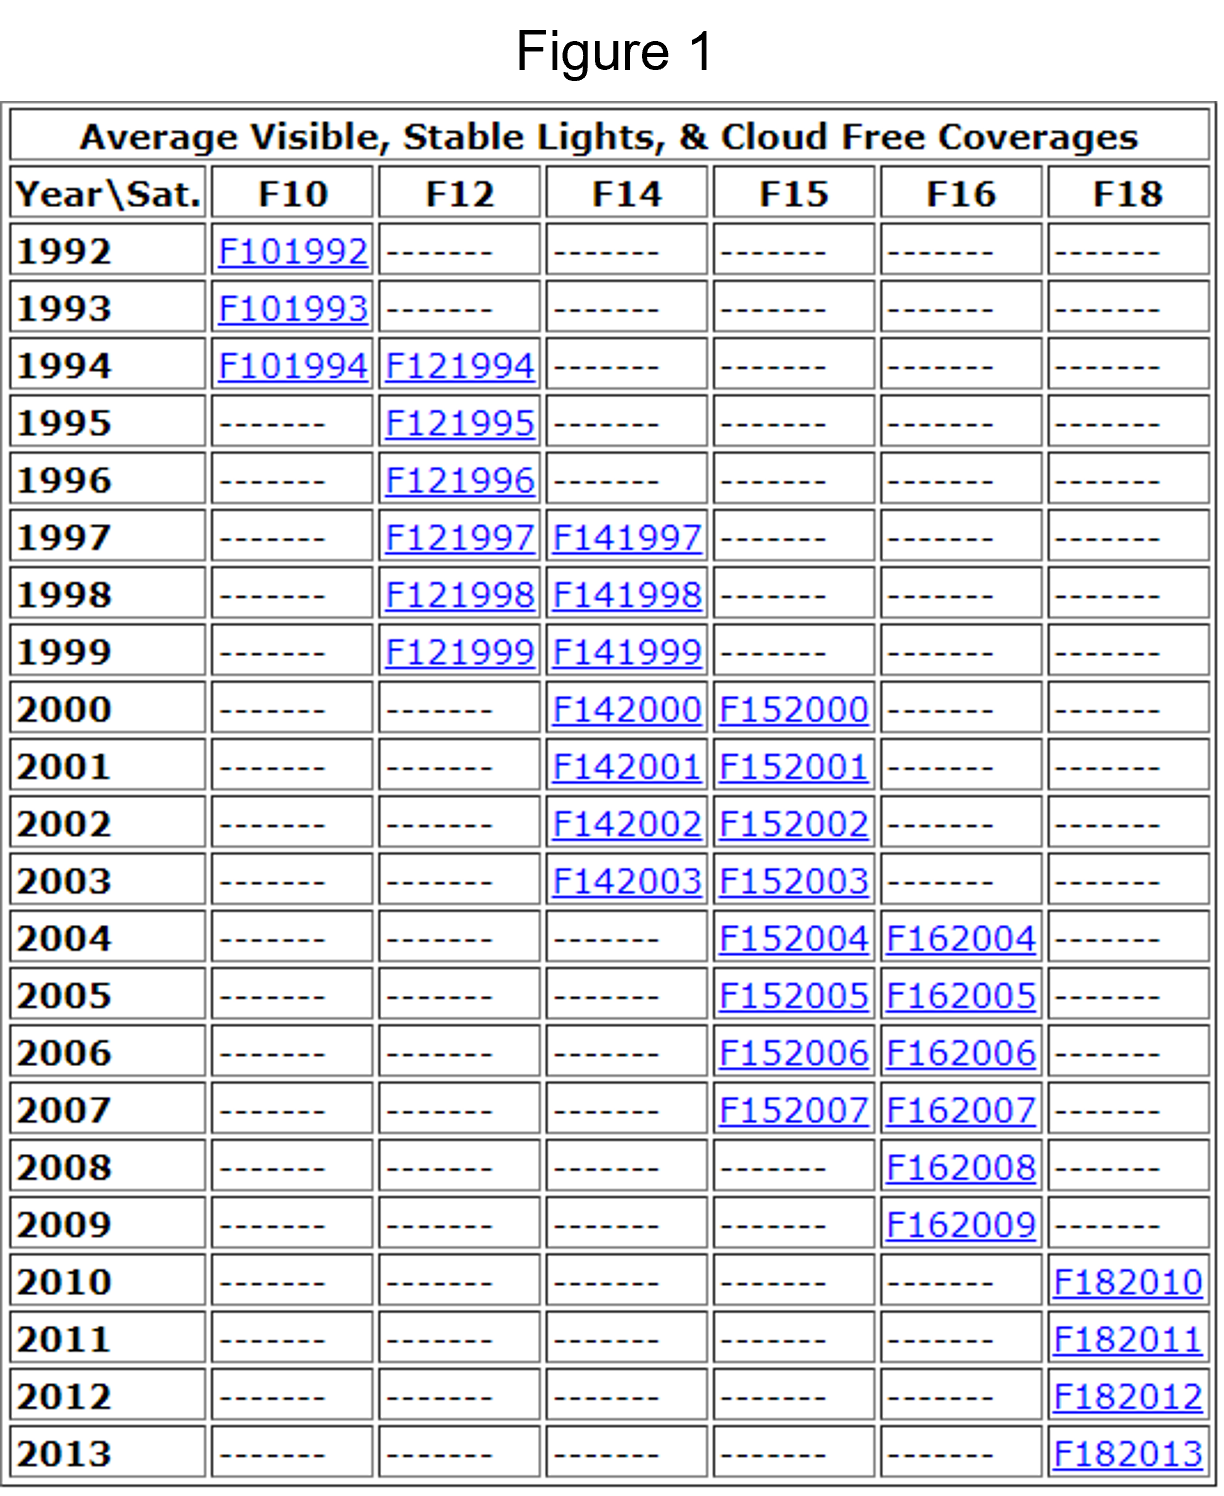 Figure 1
Average Visible, Stable Lights, & Cloud Free Coverages
Year\Sat. F10 F12 F14 F15 F16 F18
1992 F101992 ------- ------- ------- ------- -------
1993 F101993 ------- ------- ------- ------- -------
1994 F101994 F121994 ------- ------- ------- -------
1995 ------- F121995 ------- ------- ------- -------
1996 ------- F121996 ------- ------- ------- -------
1997 ------- F121997 F141997 ------- ------- -------
1998 ------- F121998 F141998 ------- ------- -------
1999 ------- F121999 F141999 ------- ------- -------
2000 ------- ------- F142000 F152000 ------- -------
2001 ------- ------- F142001 F152001 ------- -------
2002 ------- ------- F142002 F152002 ------- -------
2003 ------- ------- F142003 F152003 ------- -------
2004 ------- ------- ------- F152004 F162004 -------
2005 ------- ------- ------- F152005 F162005 -------
2006 ------- ------- ------- F152006 F162006 -------
2007 ------- ------- ------- F152007 F162007 -------
2008 ------- ------- ------- ------- F162008 -------
2009 ------- ------- ------- ------- F162009 -------
2010 ------- ------- ------- ------- ------- F182010
2011 ------- ------- ------- ------- ------- F182011
2012 ------- ------- ------- ------- ------- F182012
2013 ------- ------- ------- ------- ------- F182013